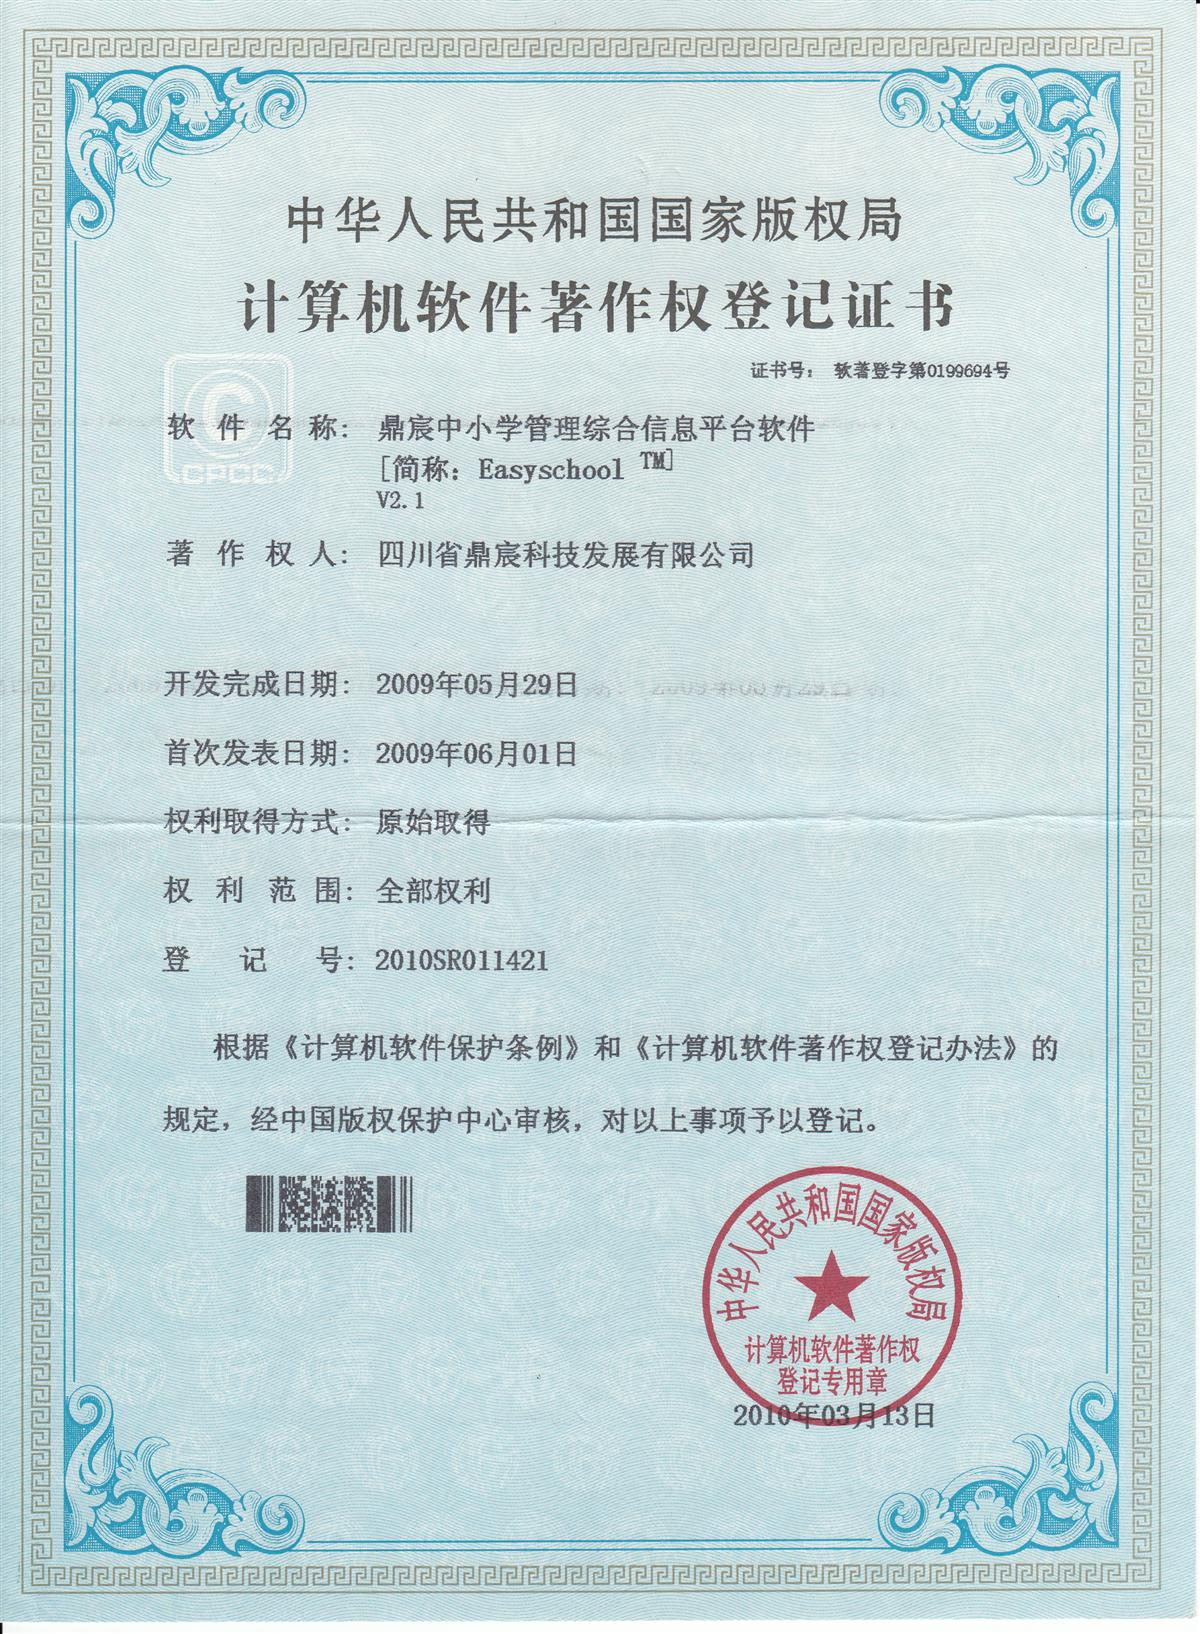 中华人民共和国国家版权局
计算机软件著作权登记证书
证书号： 软著登字第0199694号
软件名称： 鼎宸中小学管理综合信息平台软件
[简称：Easyschool TM]
V2.1
著作权人： 四川省鼎宸科技发展有限公司
开发完成日期： 2009年05月29日
首次发表日期： 2009年06月01日
权利取得方式： 原始取得
权利范围： 全部权利
登记号： 2010SR011421
根据《计算机软件保护条例》和《计算机软件著作权登记办法》的
规定，经中国版权保护中心审核，对以上事项予以登记。
中华人民共和国国家版权局
计算机软件著作权
登记专用章
2010年03月13日
CPCC